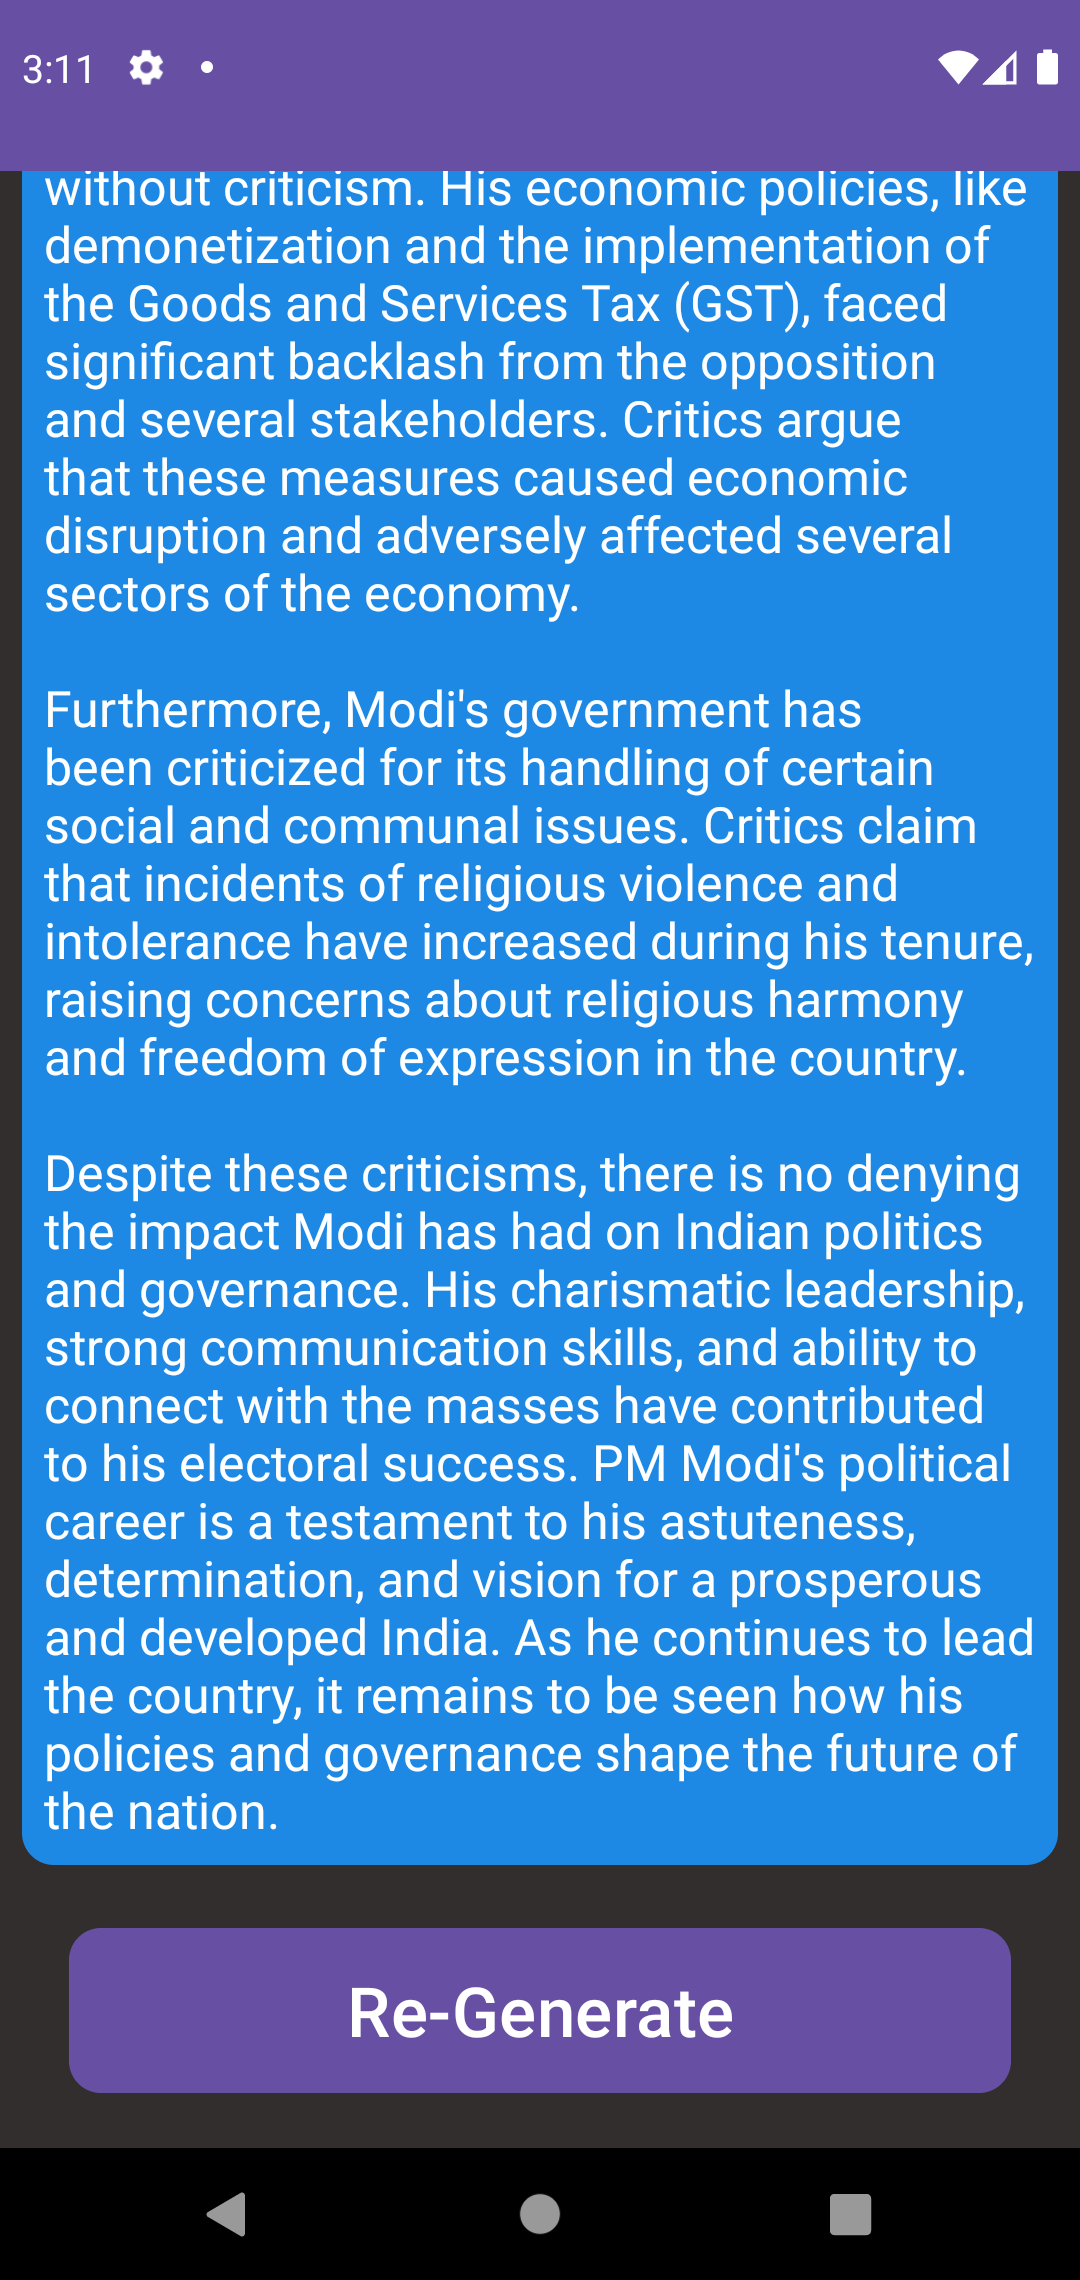 3:11
without criticism. His economic policies, like
demonetization and the implementation of
the Goods and Services Tax (GST), faced
significant backlash from the opposition
and several stakeholders. Critics argue
that these measures caused economic
disruption and adversely affected several
sectors of the economy.
Furthermore, Modi's government has
been criticized for its handling of certain
social and communal issues. Critics claim
that incidents of religious violence and
intolerance have increased during his tenure,
raising concerns about religious harmony
and freedom of expression in the country.
Despite these criticisms, there is no denying
the impact Modi has had on Indian politics
and governance. His charismatic leadership,
strong communication skills, and ability to
connect with the masses have contributed
to his electoral success. PM Modi's political
career is a testament to his astuteness,
determination, and vision for a prosperous
and developed India. As he continues to lead
the country, it remains to be seen how his
policies and governance shape the future of
the nation.
Re-Generate